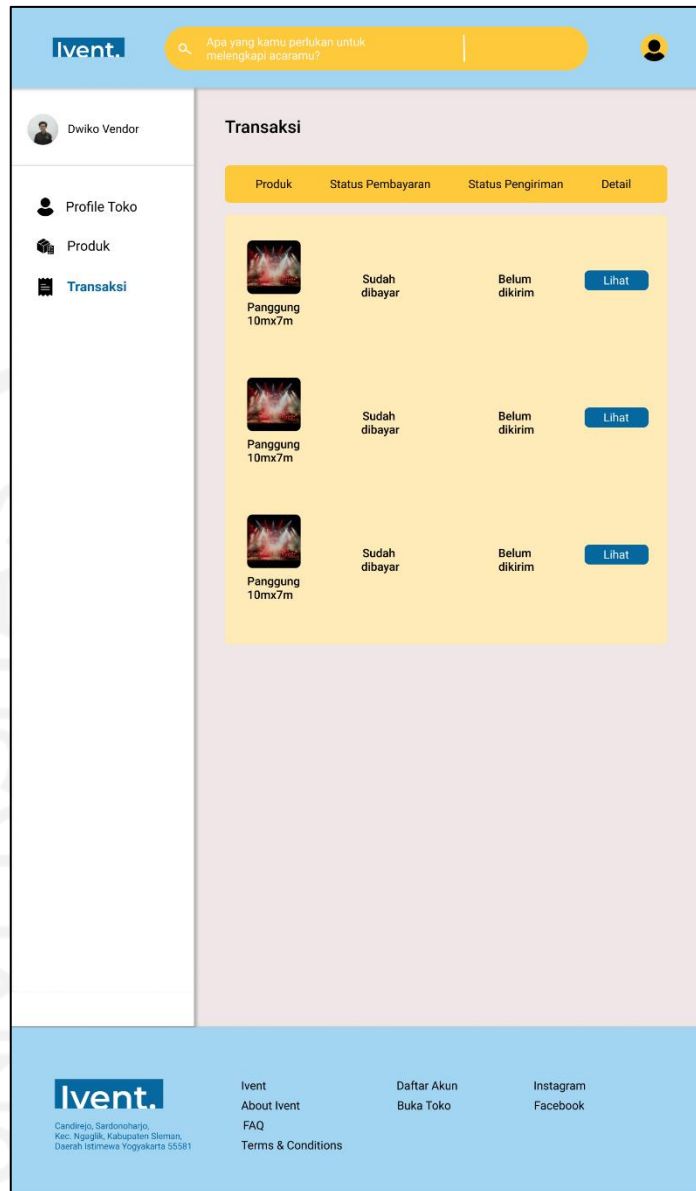 Ivent.
Apa yang kamu perlukan untuk
melengkapi acaramu?
Dwiko Vendor
Profile Toko
Produk
Transaksi
Transaksi
Produk Status Pembayaran Status Pengiriman Detail
Panggung
10mx7m
Sudah
dibayar
Belum
dikirim
Lihat
Panggung
10mx7m
Sudah
dibayar
Belum
dikirim
Lihat
Panggung
10mx7m
Sudah
dibayar
Belum
dikirim
Lihat
Ivent.
Candirejo, Sardonoharjo,
Kec. Ngaglik, Kabupaten Sleman,
Daerah Istimewa Yogyakarta 55581
Ivent
About Ivent
FAQ
Terms & Conditions
Daftar Akun
Buka Toko
Instagram
Facebook